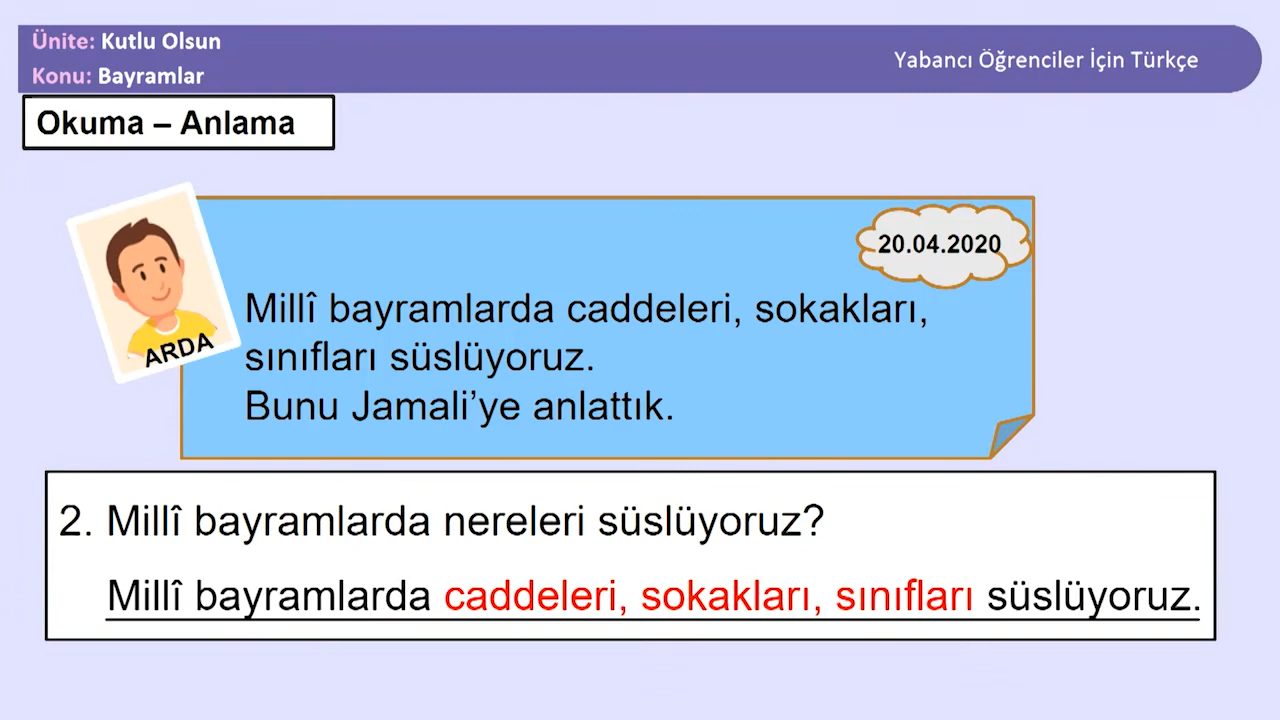 Ünite: Kutlu Olsun
Konu: Bayramlar
Yabancı Öğrenciler İçin Türkçe
Okuma – Anlama
ARDA
20.04.2020
Millî bayramlarda caddeleri, sokakları,
sınıfları süslüyoruz.
Bunu Jamali’ye anlattık.
2. Millî bayramlarda nereleri süslüyoruz?
Millî bayramlarda caddeleri, sokakları, sınıfları süslüyoruz.